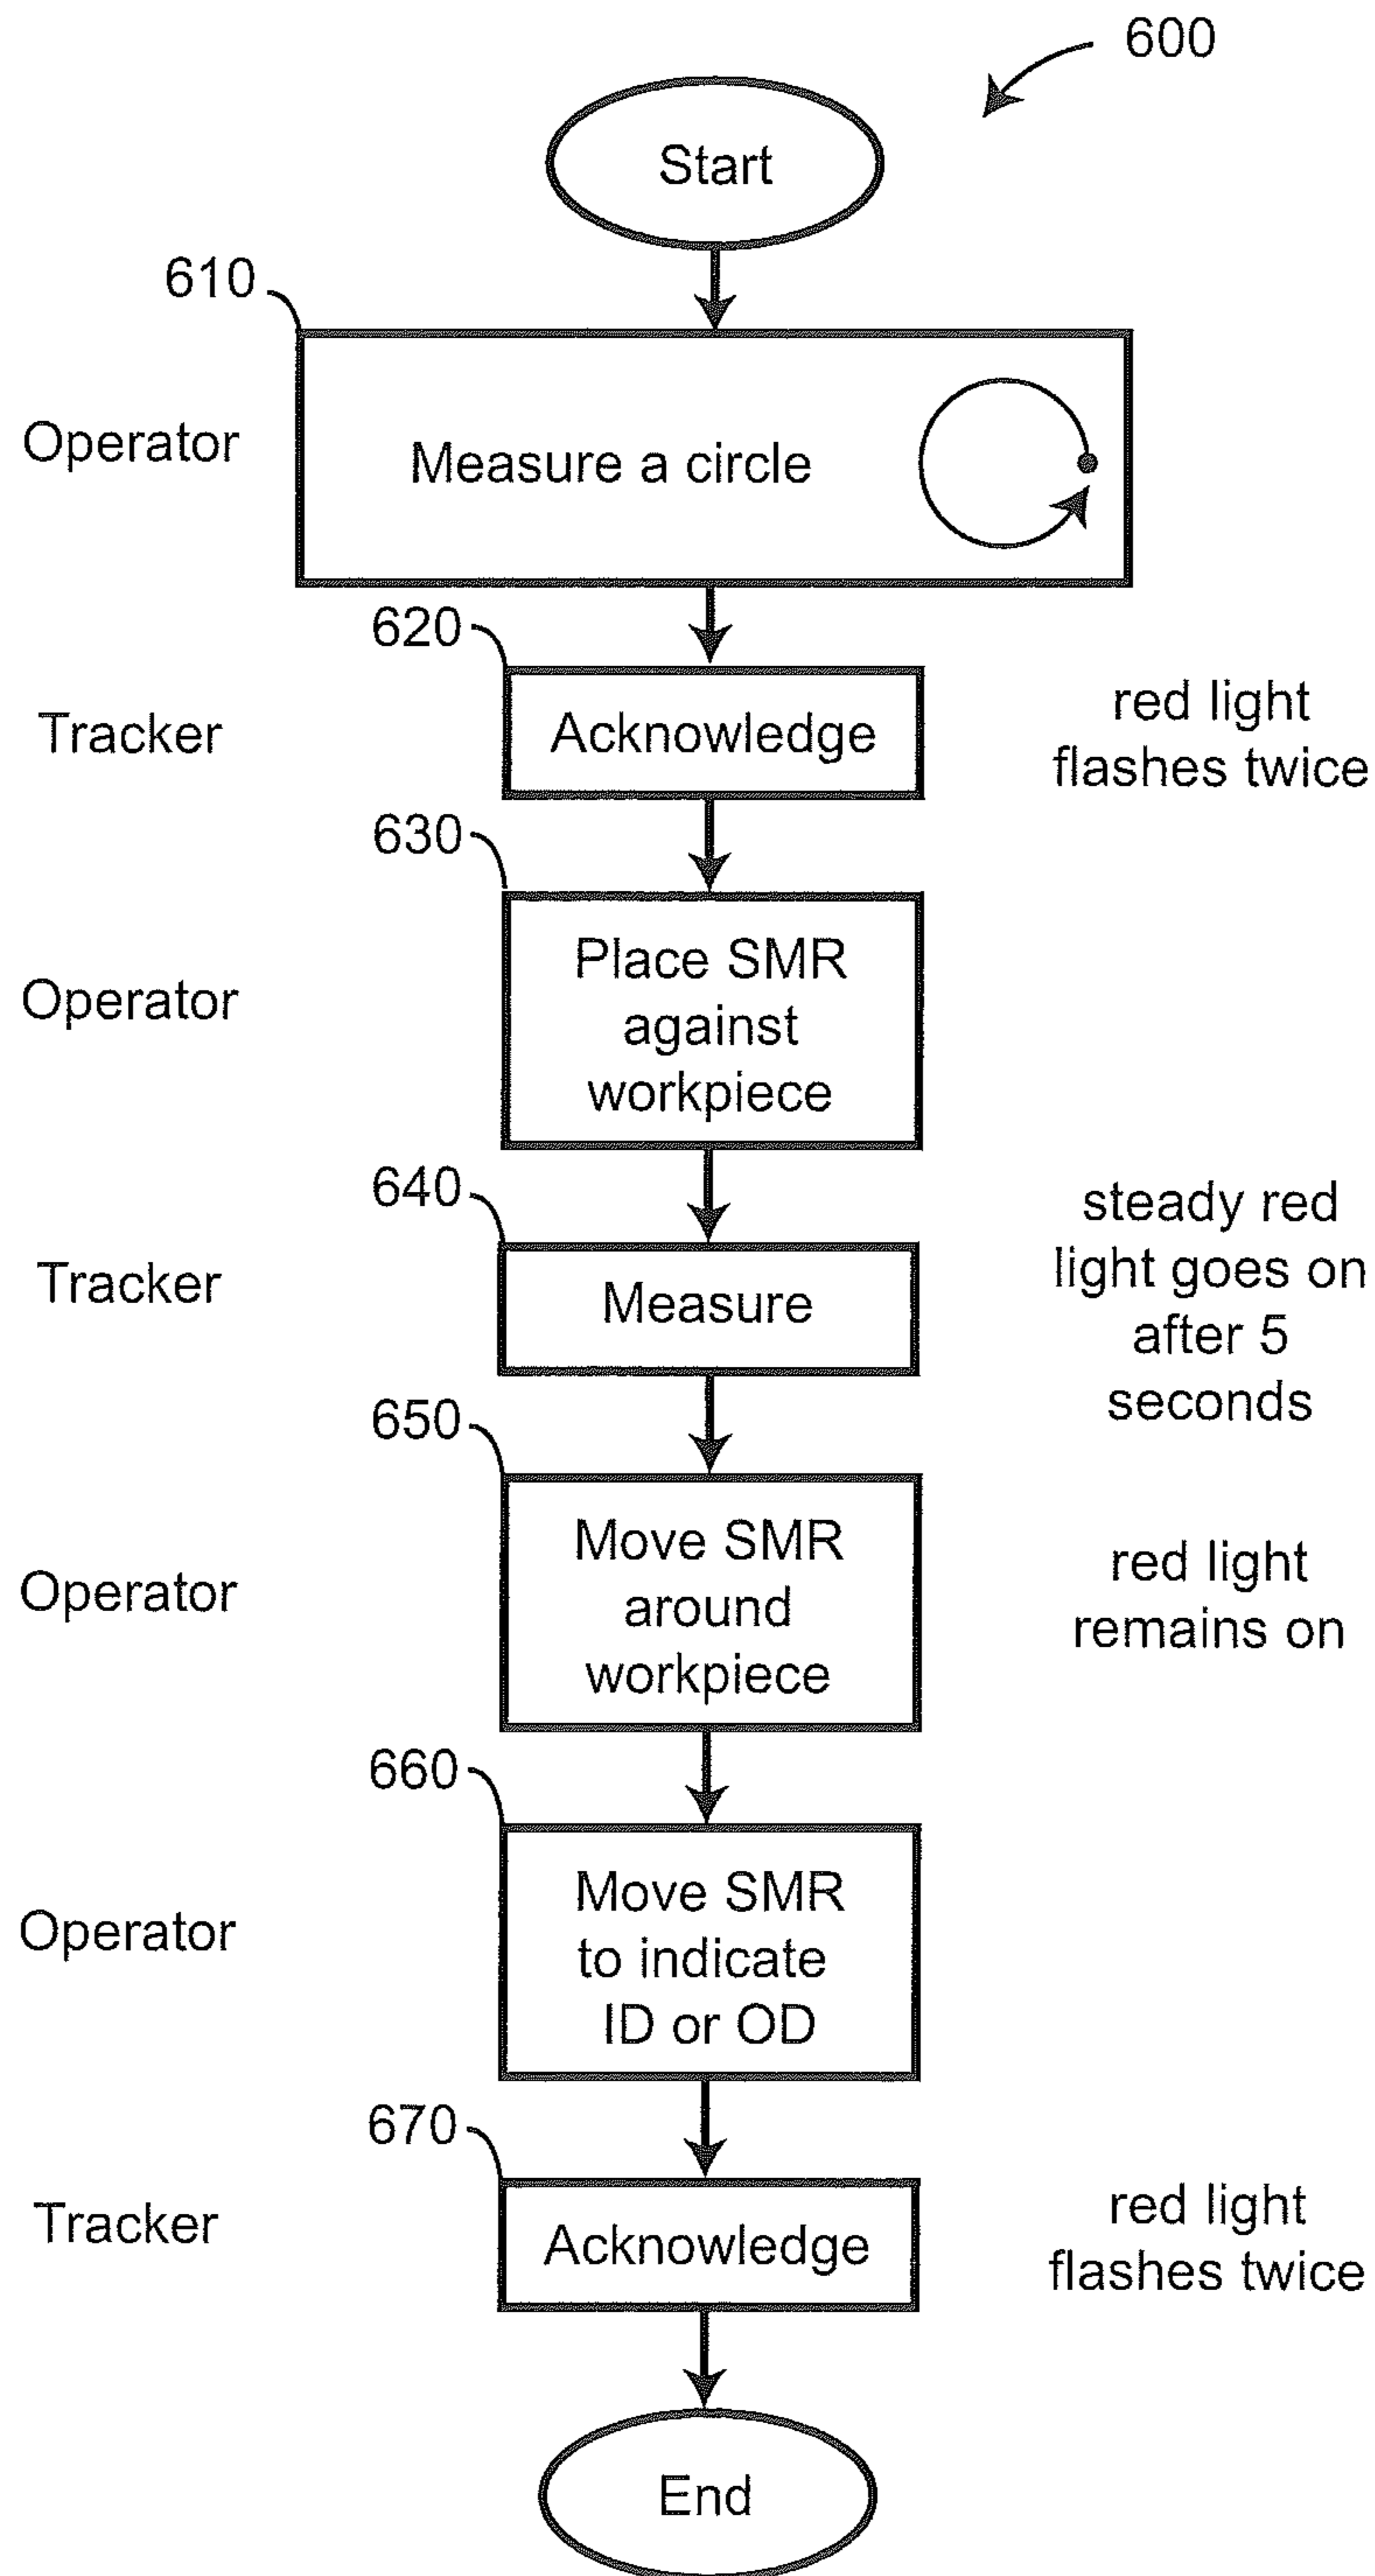 600
Start
610
Operator
Measure a circle
620
Tracker
Acknowledge
red light
flashes twice
630
Operator
Place SMR
against
workpiece
640
Tracker
Measure
steady red
light goes on
after 5
seconds
650
Operator
Move SMR
around
workpiece
red light
remains on
660
Operator
Move SMR
to indicate
ID or OD
670
Tracker
Acknowledge
red light
flashes twice
End